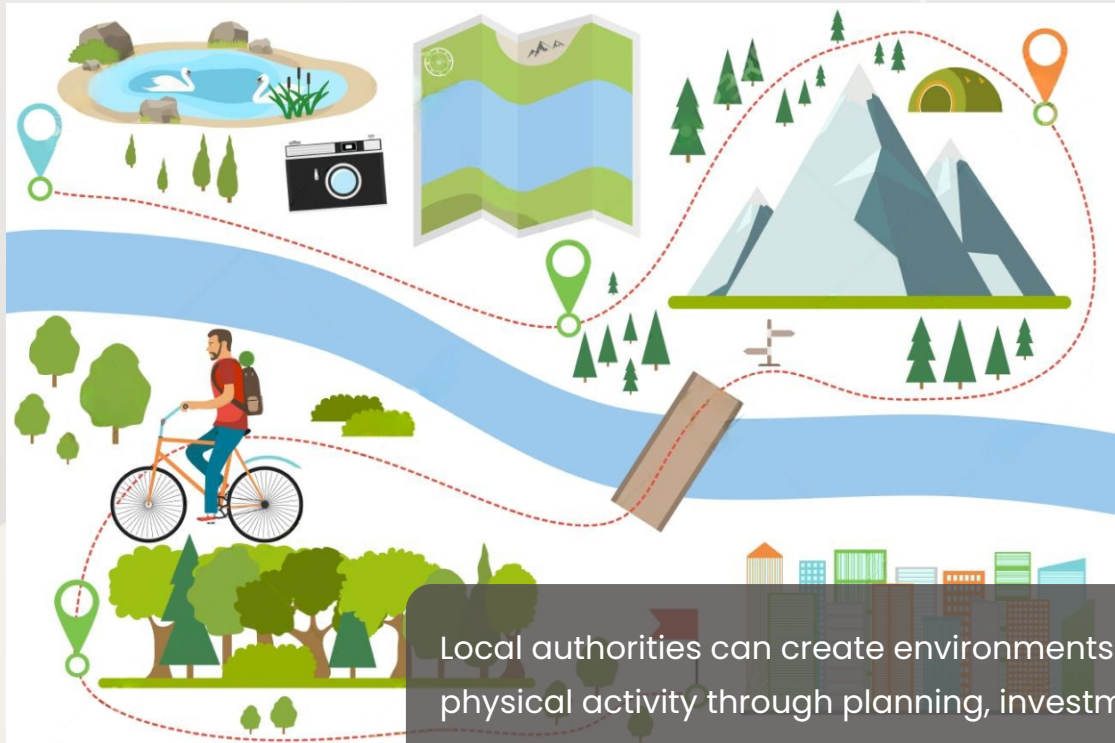 Local authorities can create environments
physical activity through planning, investm